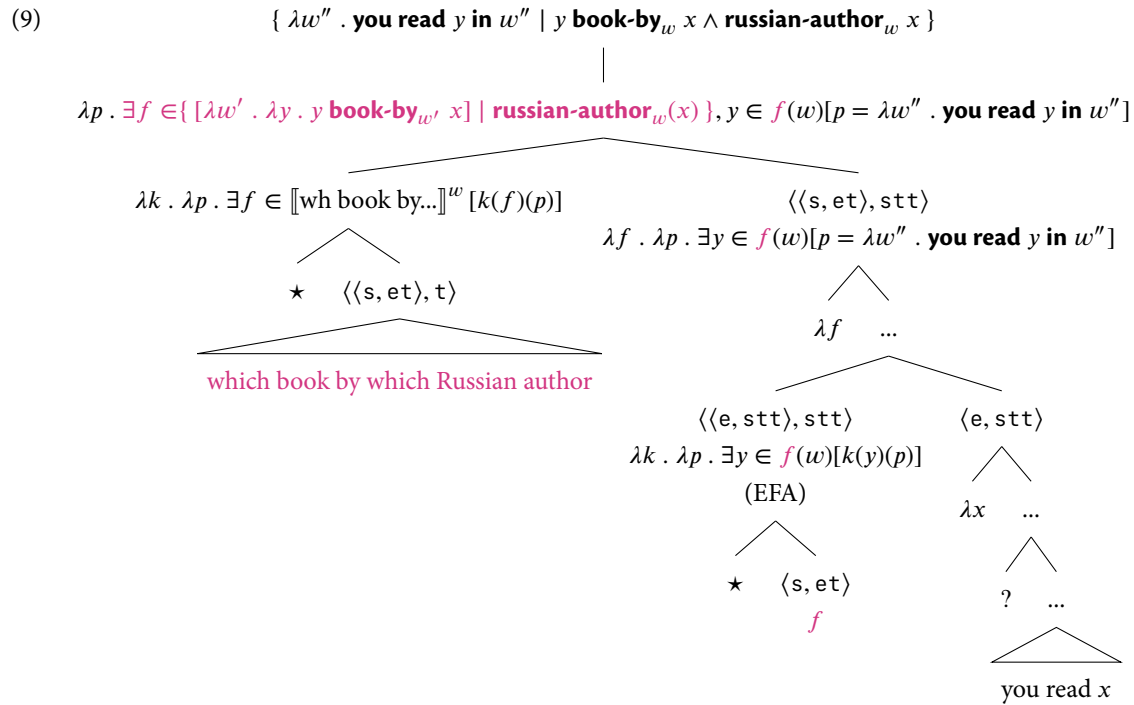 (9) { λw″ . you read y in w″ | y book-by_w x ∧ russian-author_w x }
λp . ∃f ∈{ [λw′ . λy . y book-by_w′ x] | russian-author_w(x) }, y ∈ f(w)[p = λw″ . you read y in w″]
λk . λp . ∃f ∈ ⟦wh book by...⟧^w [k(f)(p)]
⟨⟨s, et⟩, stt⟩
λf . λp . ∃y ∈ f(w)[p = λw″ . you read y in w″]
⋆ ⟨⟨s, et⟩, t⟩
which book by which Russian author
λf ...
⟨⟨e, stt⟩, stt⟩ ⟨e, stt⟩
λk . λp . ∃y ∈ f(w)[k(y)(p)]
(EFA)
λx ...
⋆ ⟨s, et⟩
f
? ...
you read x